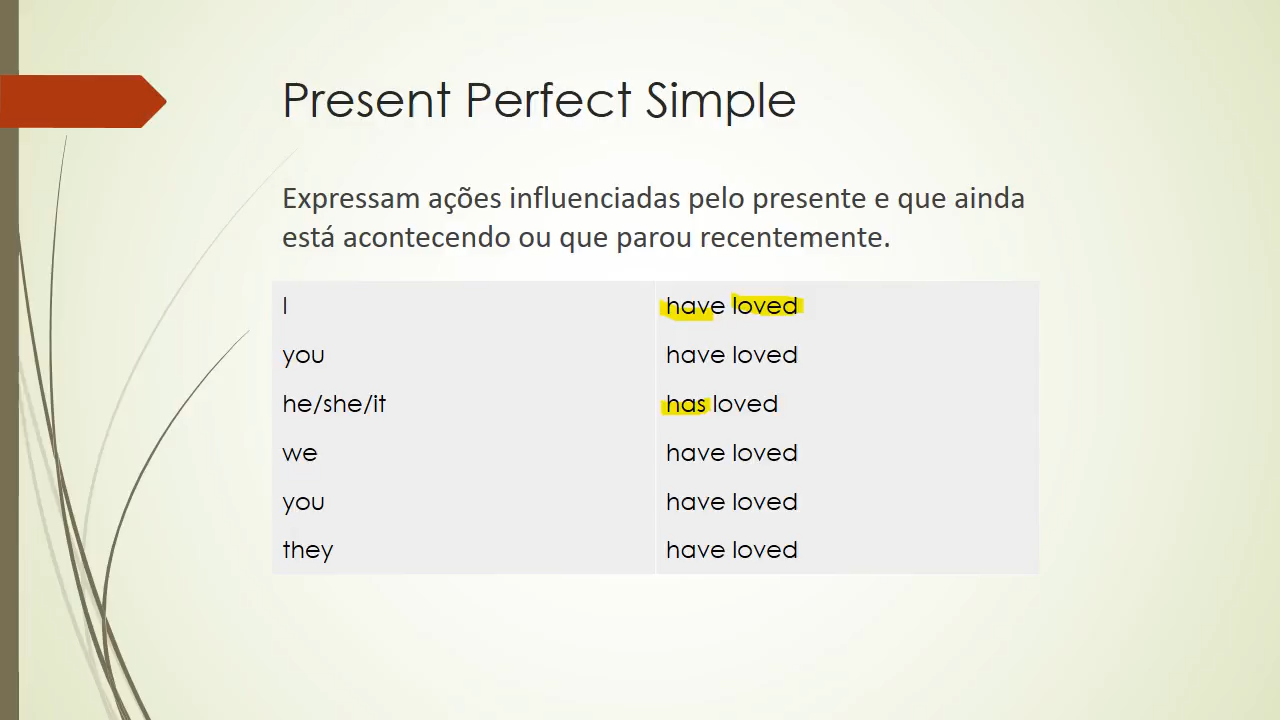 Present Perfect Simple
Expressam ações influenciadas pelo presente e que ainda
está acontecendo ou que parou recentemente.
I have loved
you have loved
he/she/it has loved
we have loved
you have loved
they have loved